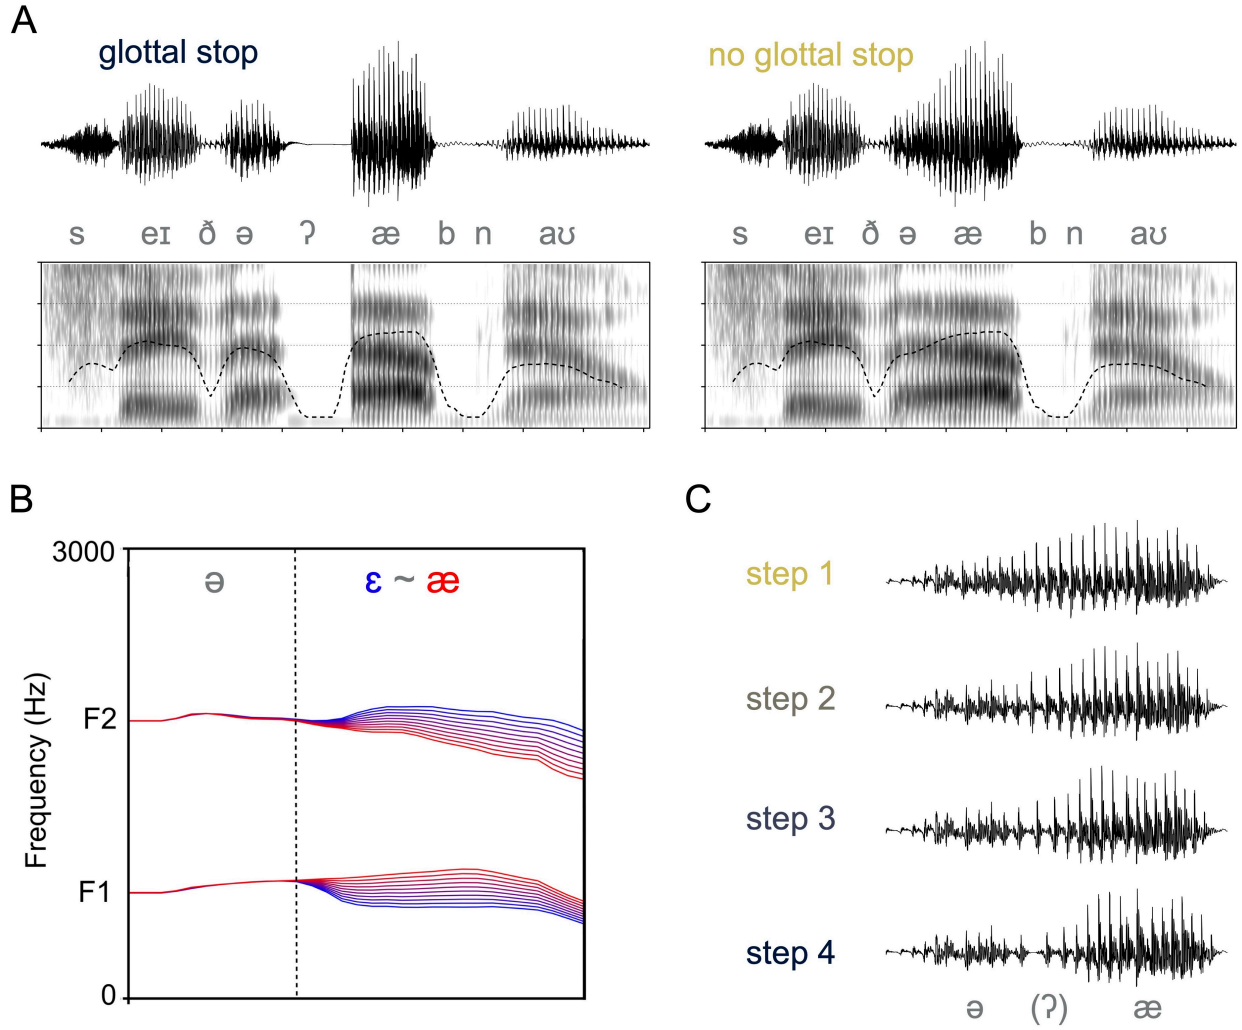 A
glottal stop
no glottal stop
s eɪ ð ə ʔ æ b n aʊ
s eɪ ð ə æ b n aʊ
B
3000
ə
ɛ ~ æ
Frequency (Hz)
F2
F1
0
C
step 1
step 2
step 3
step 4
ə (ʔ) æ